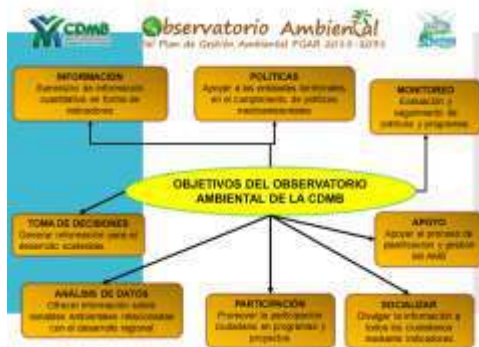 CDMB
Observatorio Ambiental
del Plan de Gestión Ambiental PGAR 2015-2031
INFORMACIÓN
Suministro de información
cuantitativa en forma de
indicadores
POLITICAS
Apoyar a las entidades territoriales,
en el cumplimiento de políticas
medioambientales
MONITOREO
Evaluación y
seguimiento de
políticas y programas
OBJETIVOS DEL OBSERVATORIO
AMBIENTAL DE LA CDMB
TOMA DE DECISIONES
Generar información para el
desarrollo sostenible
APOYO
Apoyar el proceso de
planificación y gestión
del
ANÁLISIS DE DATOS
Ofrecer información sobre
variables ambientales relacionadas
con el desarrollo regional
PARTICIPACIÓN
Promover la participación
ciudadana en programas y
proyectos
SOCIALIZAR
Divulgar la información a
todos los ciudadanos
mediante indicadores